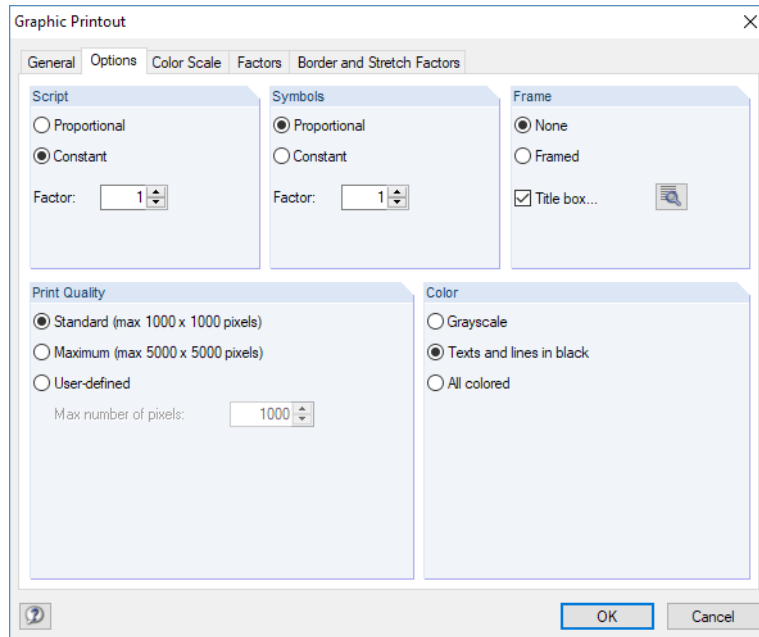 Graphic Printout
General Options Color Scale Factors Border and Stretch Factors
Script
Proportional
Constant
Factor: 1
Symbols
Proportional
Constant
Factor: 1
Frame
None
Framed
Title box...
Print Quality
Standard (max 1000 x 1000 pixels)
Maximum (max 5000 x 5000 pixels)
User-defined
Max number of pixels: 1000
Color
Grayscale
Texts and lines in black
All colored
OK Cancel